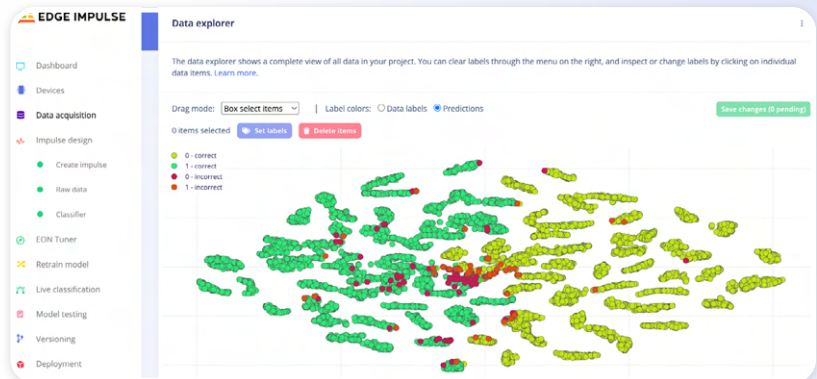 EDGE IMPULSE
Dashboard
Devices
Data acquisition
Impulse design
Create impulse
Raw data
Classifier
EON Tuner
Retrain model
Live classification
Model testing
Versioning
Deployment
Data explorer
The data explorer shows a complete view of all data in your project. You can clear labels through the menu on the right, and inspect or change labels by clicking on individual
data items. Learn more.
Drag mode: Box select items | Label colors: Data labels Predictions
Save changes (0 pending)
0 items selected Set labels Delete items
0 - correct
1 - correct
0 - incorrect
1 - incorrect